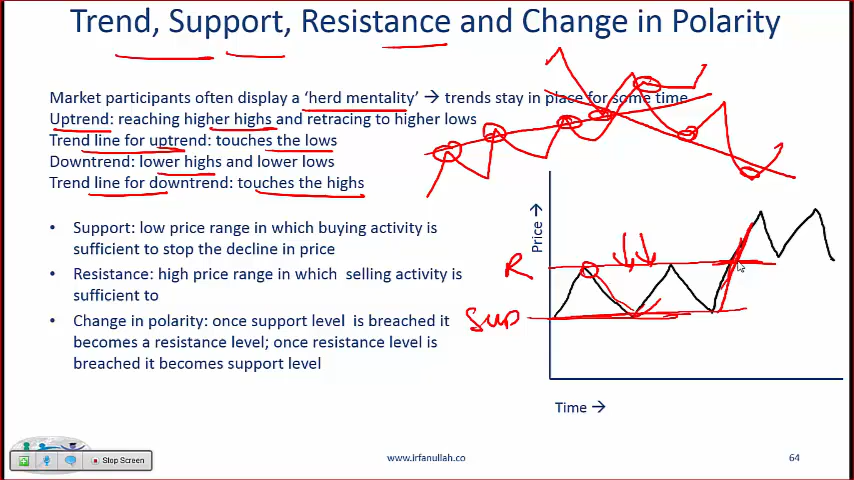 Trend, Support, Resistance and Change in Polarity
Market participants often display a ‘herd mentality’ → trends stay in place for some time
Uptrend: reaching higher highs and retracing to higher lows
Trend line for uptrend: touches the lows
Downtrend: lower highs and lower lows
Trend line for downtrend: touches the highs
• Support: low price range in which buying activity is
sufficient to stop the decline in price
• Resistance: high price range in which selling activity is
sufficient to
• Change in polarity: once support level is breached it
becomes a resistance level; once resistance level is
breached it becomes support level
Price →
R
Sup
Time →
Stop Screen
www.irfanullah.co
64